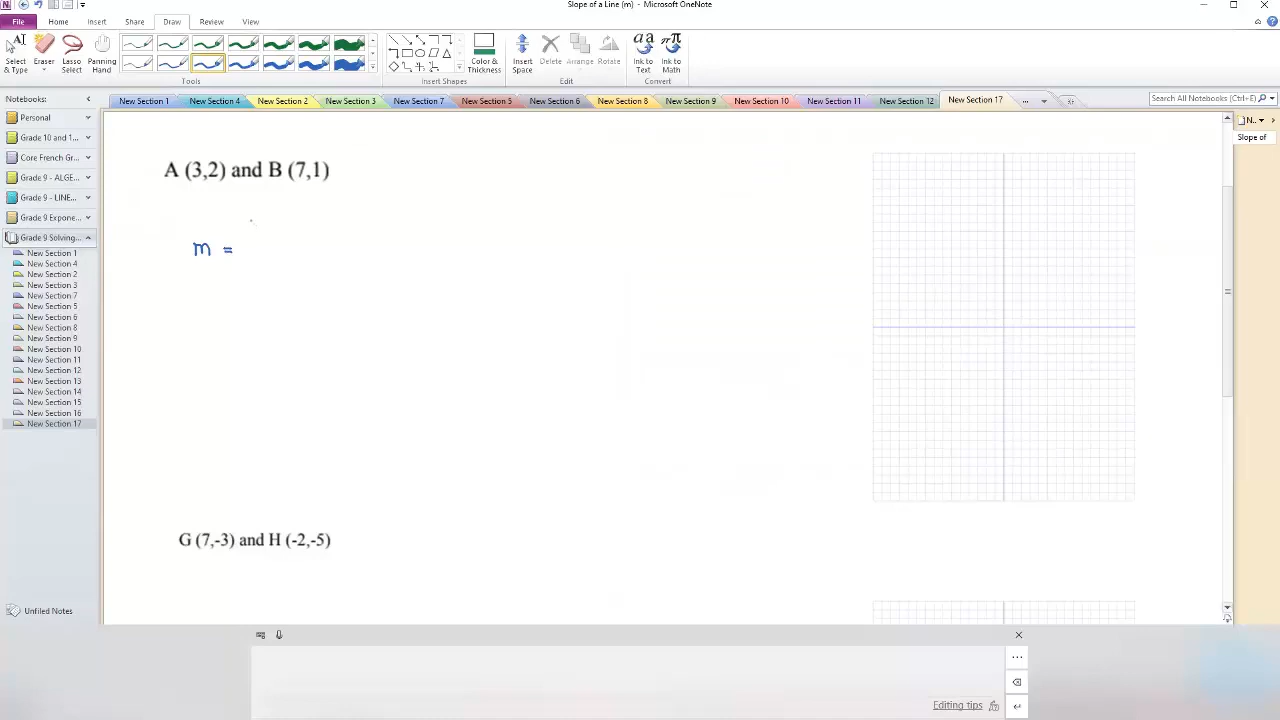 Slope of a Line (m) - Microsoft OneNote
File Home Insert Share Draw Review View
Select & Type Eraser Lasso Select Panning Hand Color & Thickness Insert Space Delete Arrange Rotate Ink to Text Ink to Math
Tools Insert Shapes Edit Convert
Notebooks: New Section 1 New Section 4 New Section 2 New Section 3 New Section 7 New Section 5 New Section 6 New Section 8 New Section 9 New Section 10 New Section 11 New Section 12 New Section 17 ... Search All Notebooks (Ctrl+E)
Personal
N..
Grade 10 and 1...
Slope of
Core French Gr...
Grade 9 - ALGE...
Grade 9 - LINE...
Grade 9 Expone...
Grade 9 Solving...
New Section 1
New Section 4
New Section 2
New Section 3
New Section 7
New Section 5
New Section 6
New Section 8
New Section 9
New Section 10
New Section 11
New Section 12
New Section 13
New Section 14
New Section 15
New Section 16
New Section 17
Unfiled Notes
A (3,2) and B (7,1)
m =
G (7,-3) and H (-2,-5)
Editing tips